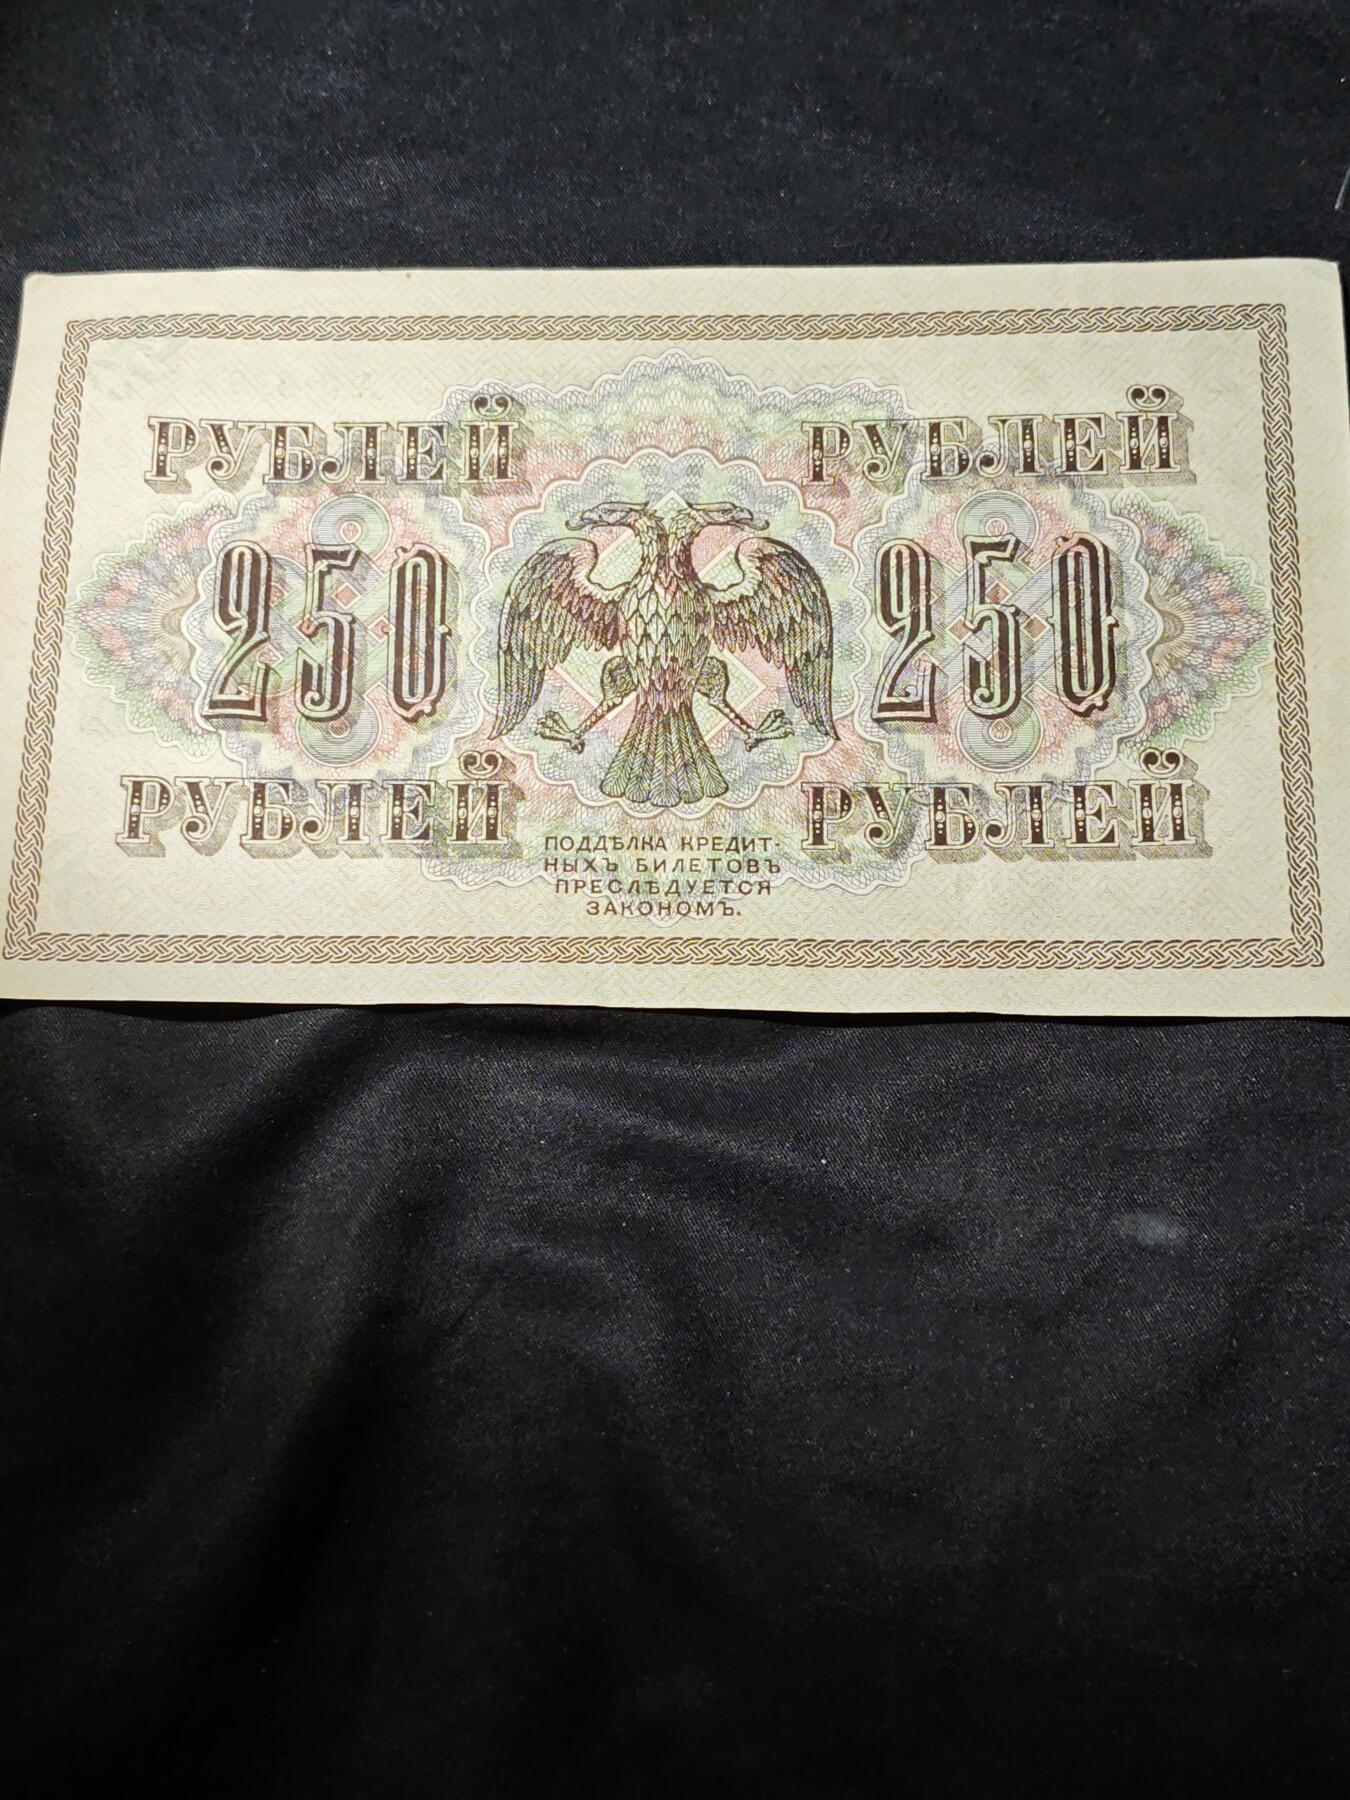 РУБЛЕЙ РУБЛЕЙ
250 250
РУБЛЕЙ РУБЛЕЙ
ПОДДѢЛКА КРЕДИТ-
НЫХЪ БИЛЕТОВЪ
ПРЕСЛѢДУЕТСЯ
ЗАКОНОМЪ.